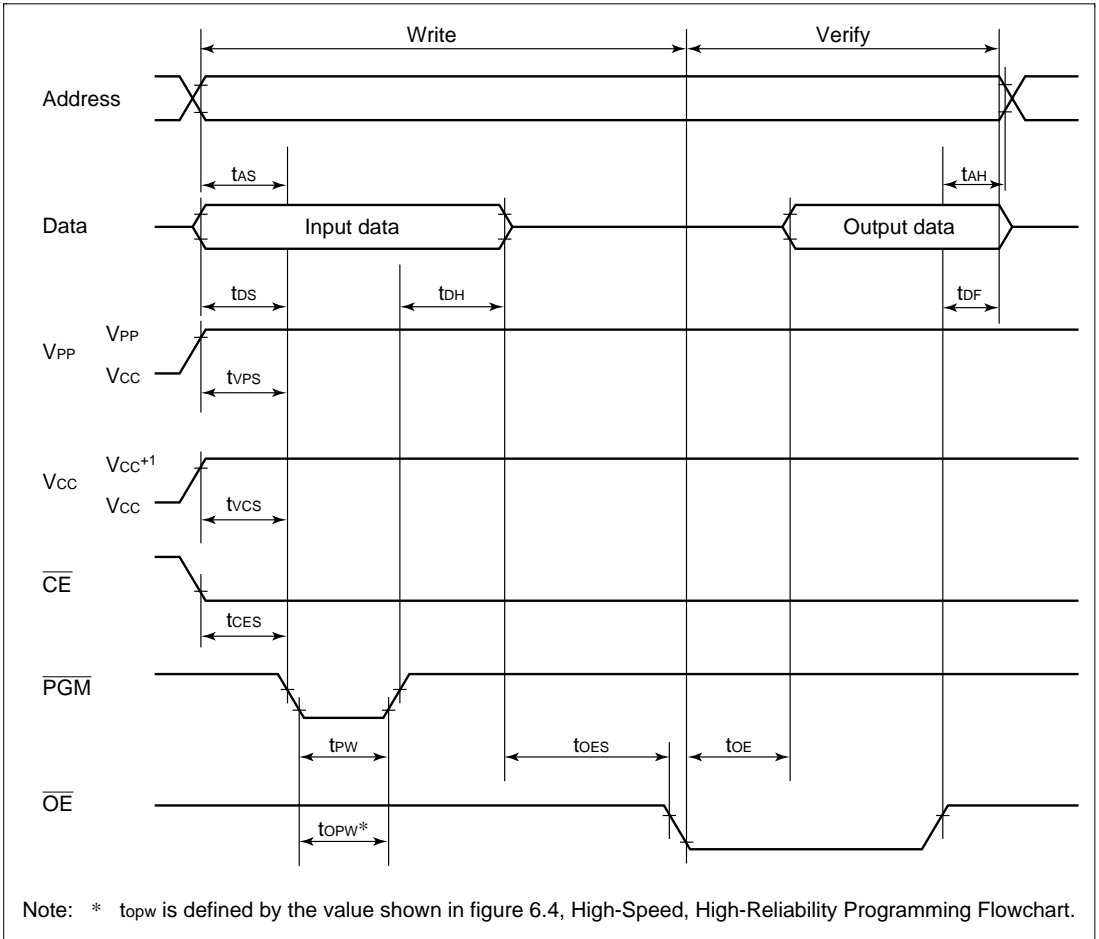 Write Verify
Address
tAS tAH
Data Input data Output data
tDS tDH tDF
VPP VPP
VCC
tVPS
VCC VCC+1
VCC
tVCS
CE
tCES
PGM
tPW tOES tOE
OE
tOPW*
Note: * topw is defined by the value shown in figure 6.4, High-Speed, High-Reliability Programming Flowchart.